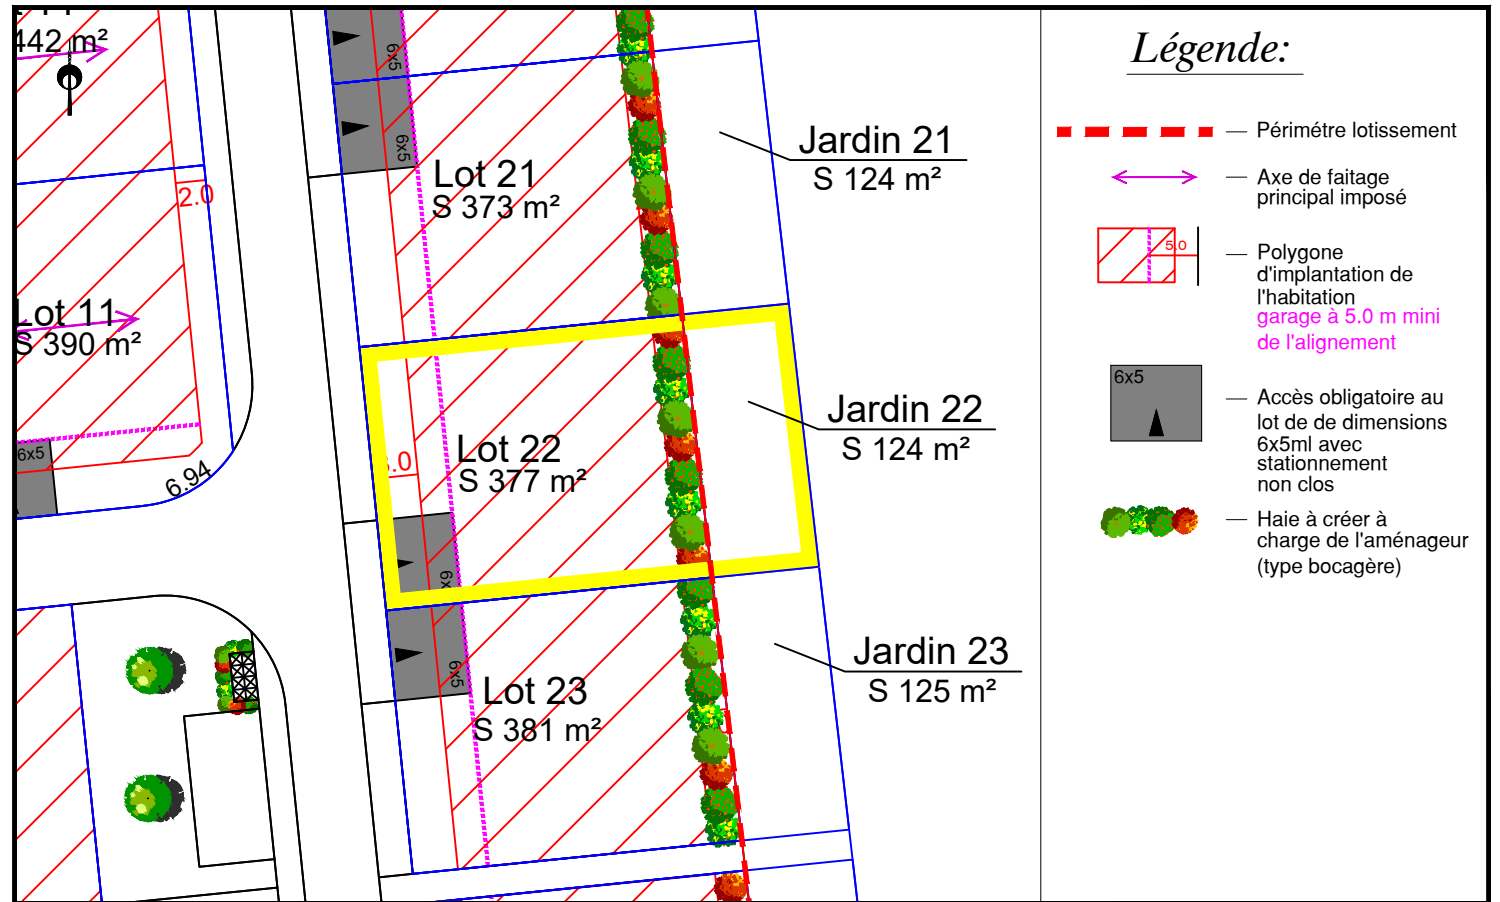 442 m²
6x5
6x5
2.0
Lot 21
S 373 m²
Jardin 21
S 124 m²
Lot 11
S 390 m²
6x5
6.94
.0
Lot 22
S 377 m²
Jardin 22
S 124 m²
6x
6x5
Lot 23
S 381 m²
Jardin 23
S 125 m²
Légende:
Périmétre lotissement
Axe de faitage
principal imposé
5.0
Polygone
d'implantation de
l'habitation
garage à 5.0 m mini
de l'alignement
6x5
Accès obligatoire au
lot de de dimensions
6x5ml avec
stationnement
non clos
Haie à créer à
charge de l'aménageur
(type bocagère)